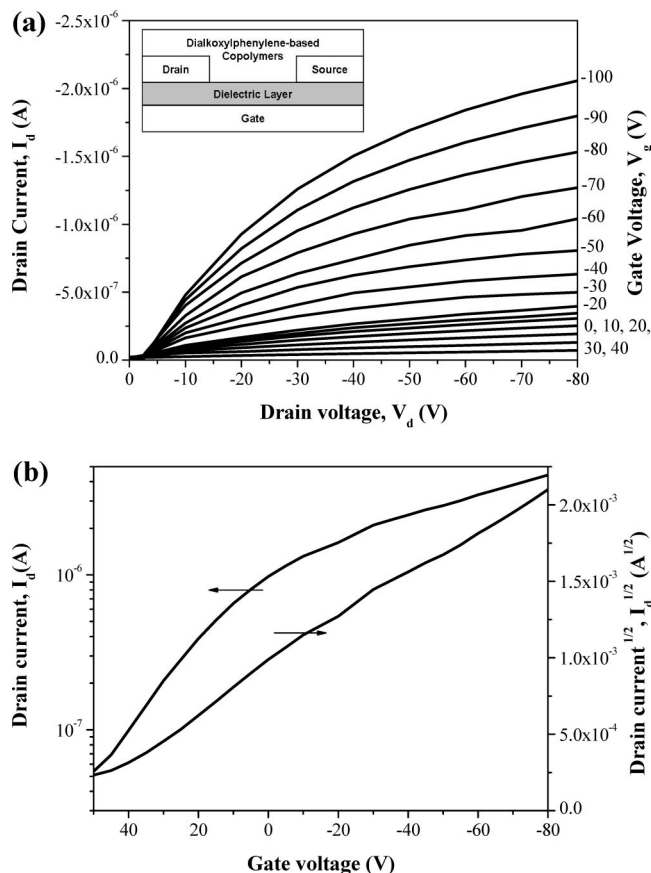 (a)
-2.5x10⁻⁶
-2.0x10⁻⁶
-1.5x10⁻⁶
-1.0x10⁻⁶
-5.0x10⁻⁷
0.0
Drain Current, I_d (A)
Dialkoxylphenylene-based
Copolymers
Drain
Source
Dielectric Layer
Gate
-100
-90
-80
-70
-60
-50
-40
-30
-20
0, 10, 20,
30, 40
Gate Voltage, V_g (V)
0 -10 -20 -30 -40 -50 -60 -70 -80
Drain voltage, V_d (V)
(b)
10⁻⁶
10⁻⁷
Drain current, I_d(A)
2.0x10⁻³
1.5x10⁻³
1.0x10⁻³
5.0x10⁻⁴
0.0
Drain current ^1/2, I_d^1/2 (A^1/2)
40 20 0 -20 -40 -60 -80
Gate voltage (V)